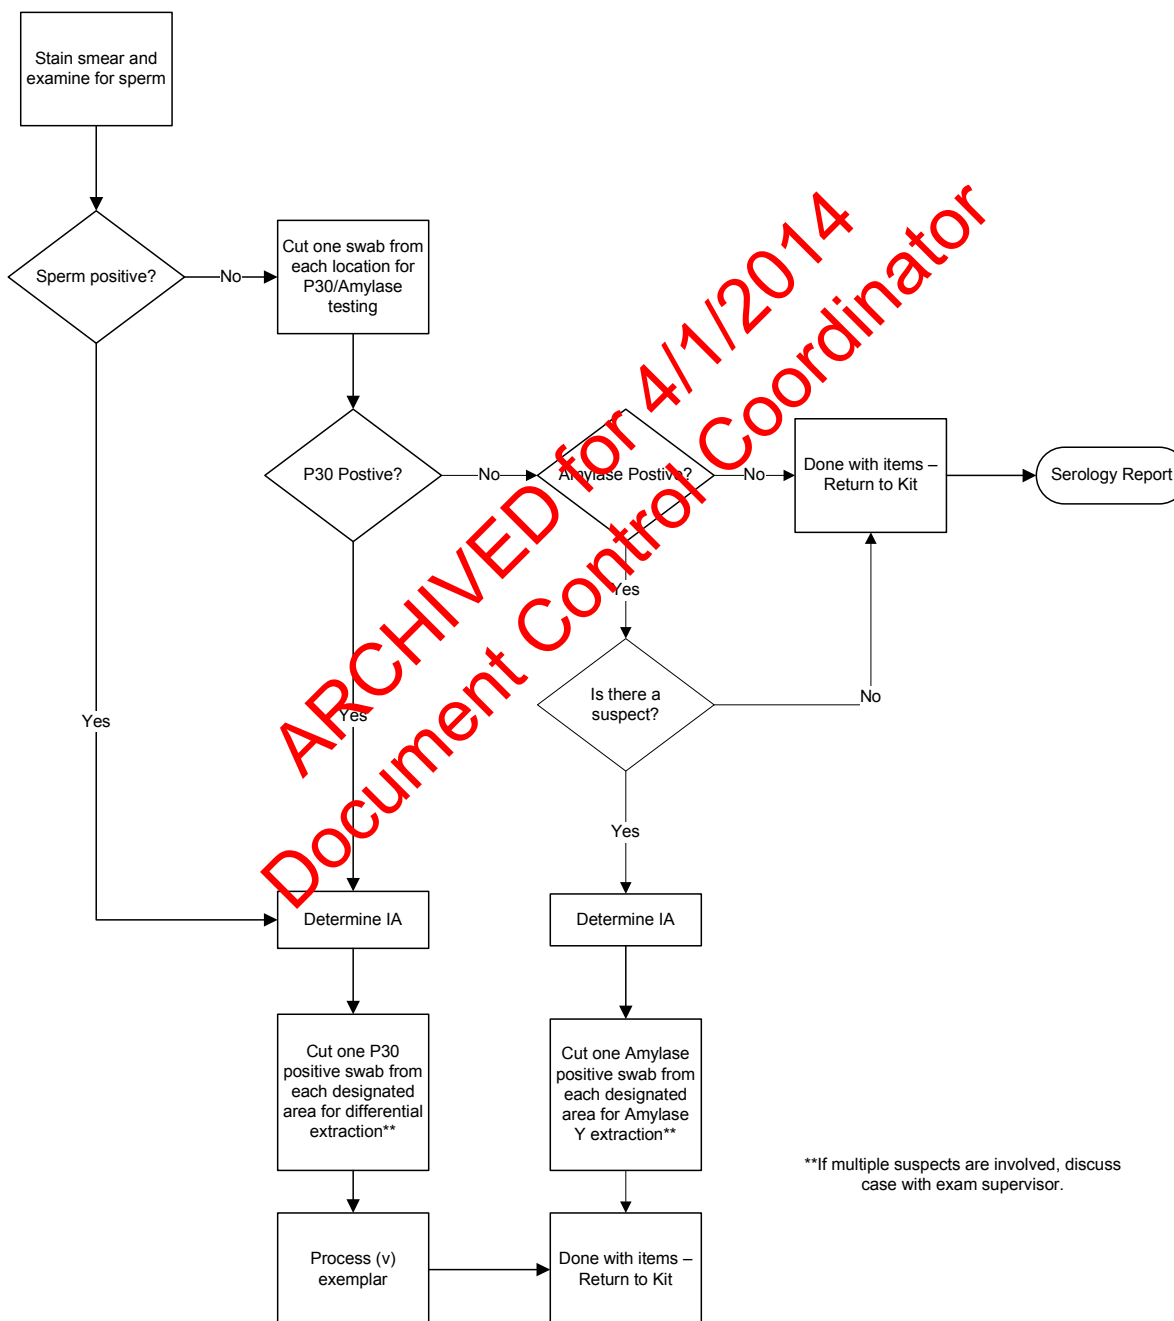 Stain smear and
examine for sperm
Sperm positive?
No
Cut one swab from
each location for
P30/Amylase
testing
P30 Postive?
No
Amylase Postive?
No
Done with items –
Return to Kit
Serology Report
Yes
Is there a
suspect?
No
Yes
Yes
Yes
Determine IA
Determine IA
Cut one P30
positive swab from
each designated
area for differential
extraction**
Cut one Amylase
positive swab from
each designated
area for Amylase
Y extraction**
**If multiple suspects are involved, discuss
case with exam supervisor.
Process (v)
exemplar
Done with items –
Return to Kit
ARCHIVED for 4/1/2014
Document Control Coordinator